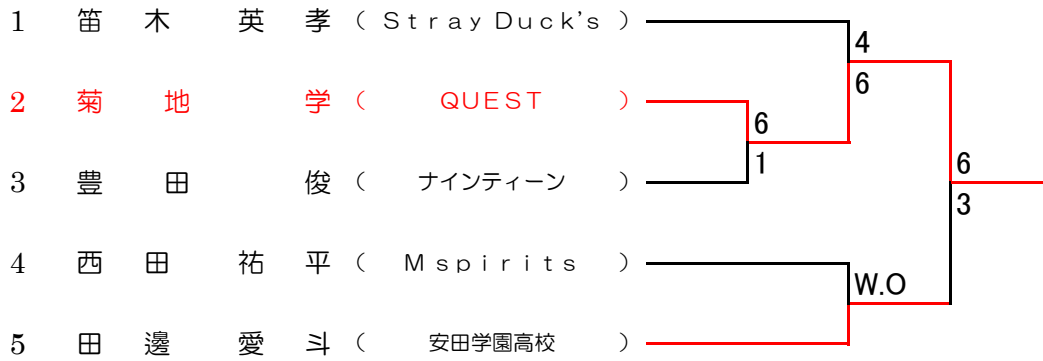 1 笛木 英孝 (Stray Duck's)
4
2 菊地 学 (QUEST)
6
6
1
3 豊田 俊 (ナインティーン)
6
3
4 西田 祐平 (Mspirits)
W.O
5 田邊 愛斗 (安田学園高校)